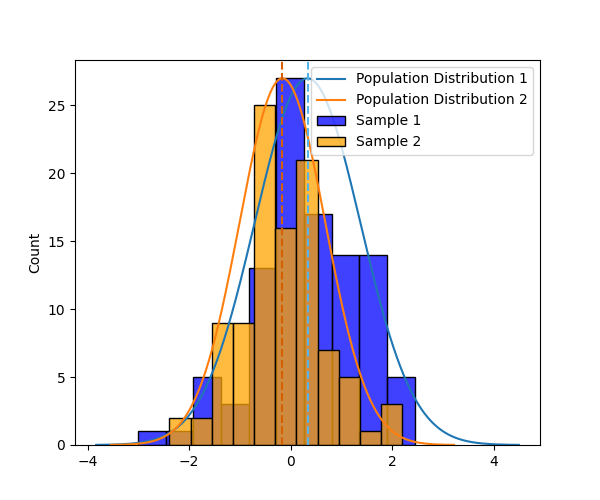 Population Distribution 1
Population Distribution 2
Sample 1
Sample 2
Count
25
20
15
10
5
0
−4 −2 0 2 4